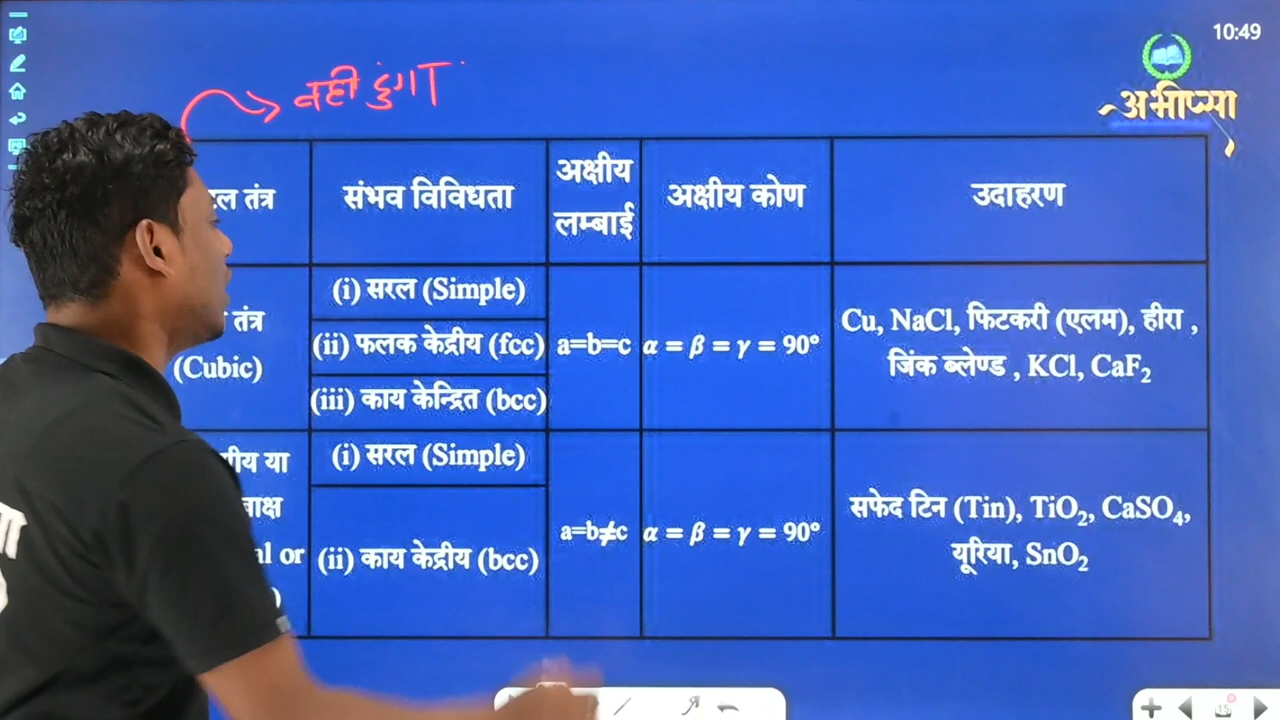 10:49
नही दुंगा
अभीप्सा
तंत्र
संभव विविधता
अक्षीय
लम्बाई
अक्षीय कोण
उदाहरण
तंत्र
(Cubic)
(i) सरल (Simple)
(ii) फलक केद्रीय (fcc)
(iii) काय केन्द्रित (bcc)
a=b=c
α = β = γ = 90°
Cu, NaCl, फिटकरी (एलम), हीरा ,
जिंक ब्लेण्ड , KCl, CaF₂
या
or
(i) सरल (Simple)
(ii) काय केद्रीय (bcc)
a=b≠c
α = β = γ = 90°
सफेद टिन (Tin), TiO₂, CaSO₄,
यूरिया, SnO₂